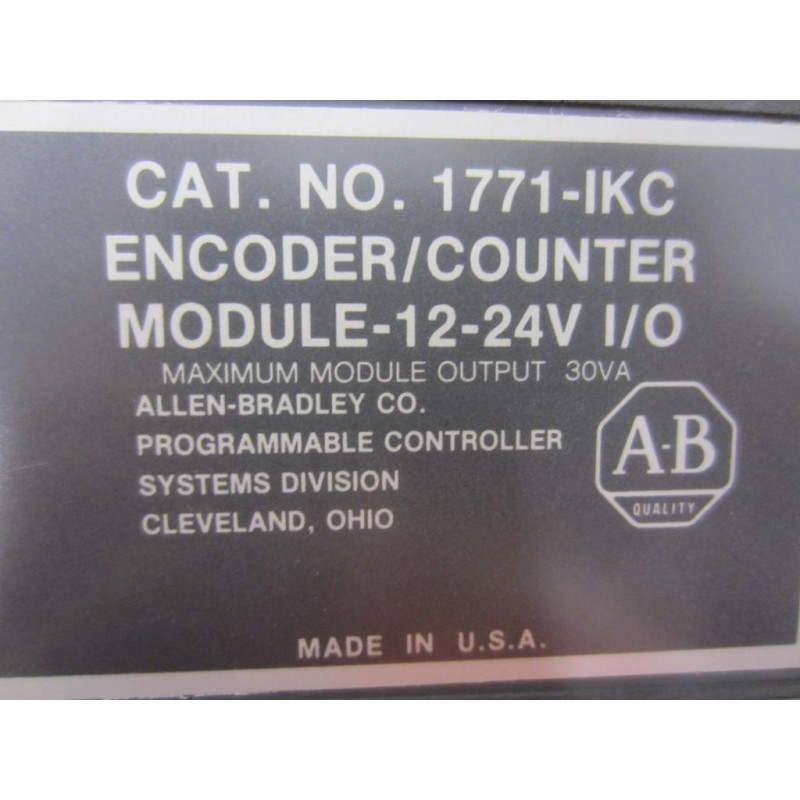 CAT. NO. 1771-IKC
ENCODER/COUNTER
MODULE-12-24V I/O
MAXIMUM MODULE OUTPUT 30VA
ALLEN-BRADLEY CO.
PROGRAMMABLE CONTROLLER
SYSTEMS DIVISION
CLEVELAND, OHIO
A-B
QUALITY
MADE IN U.S.A.